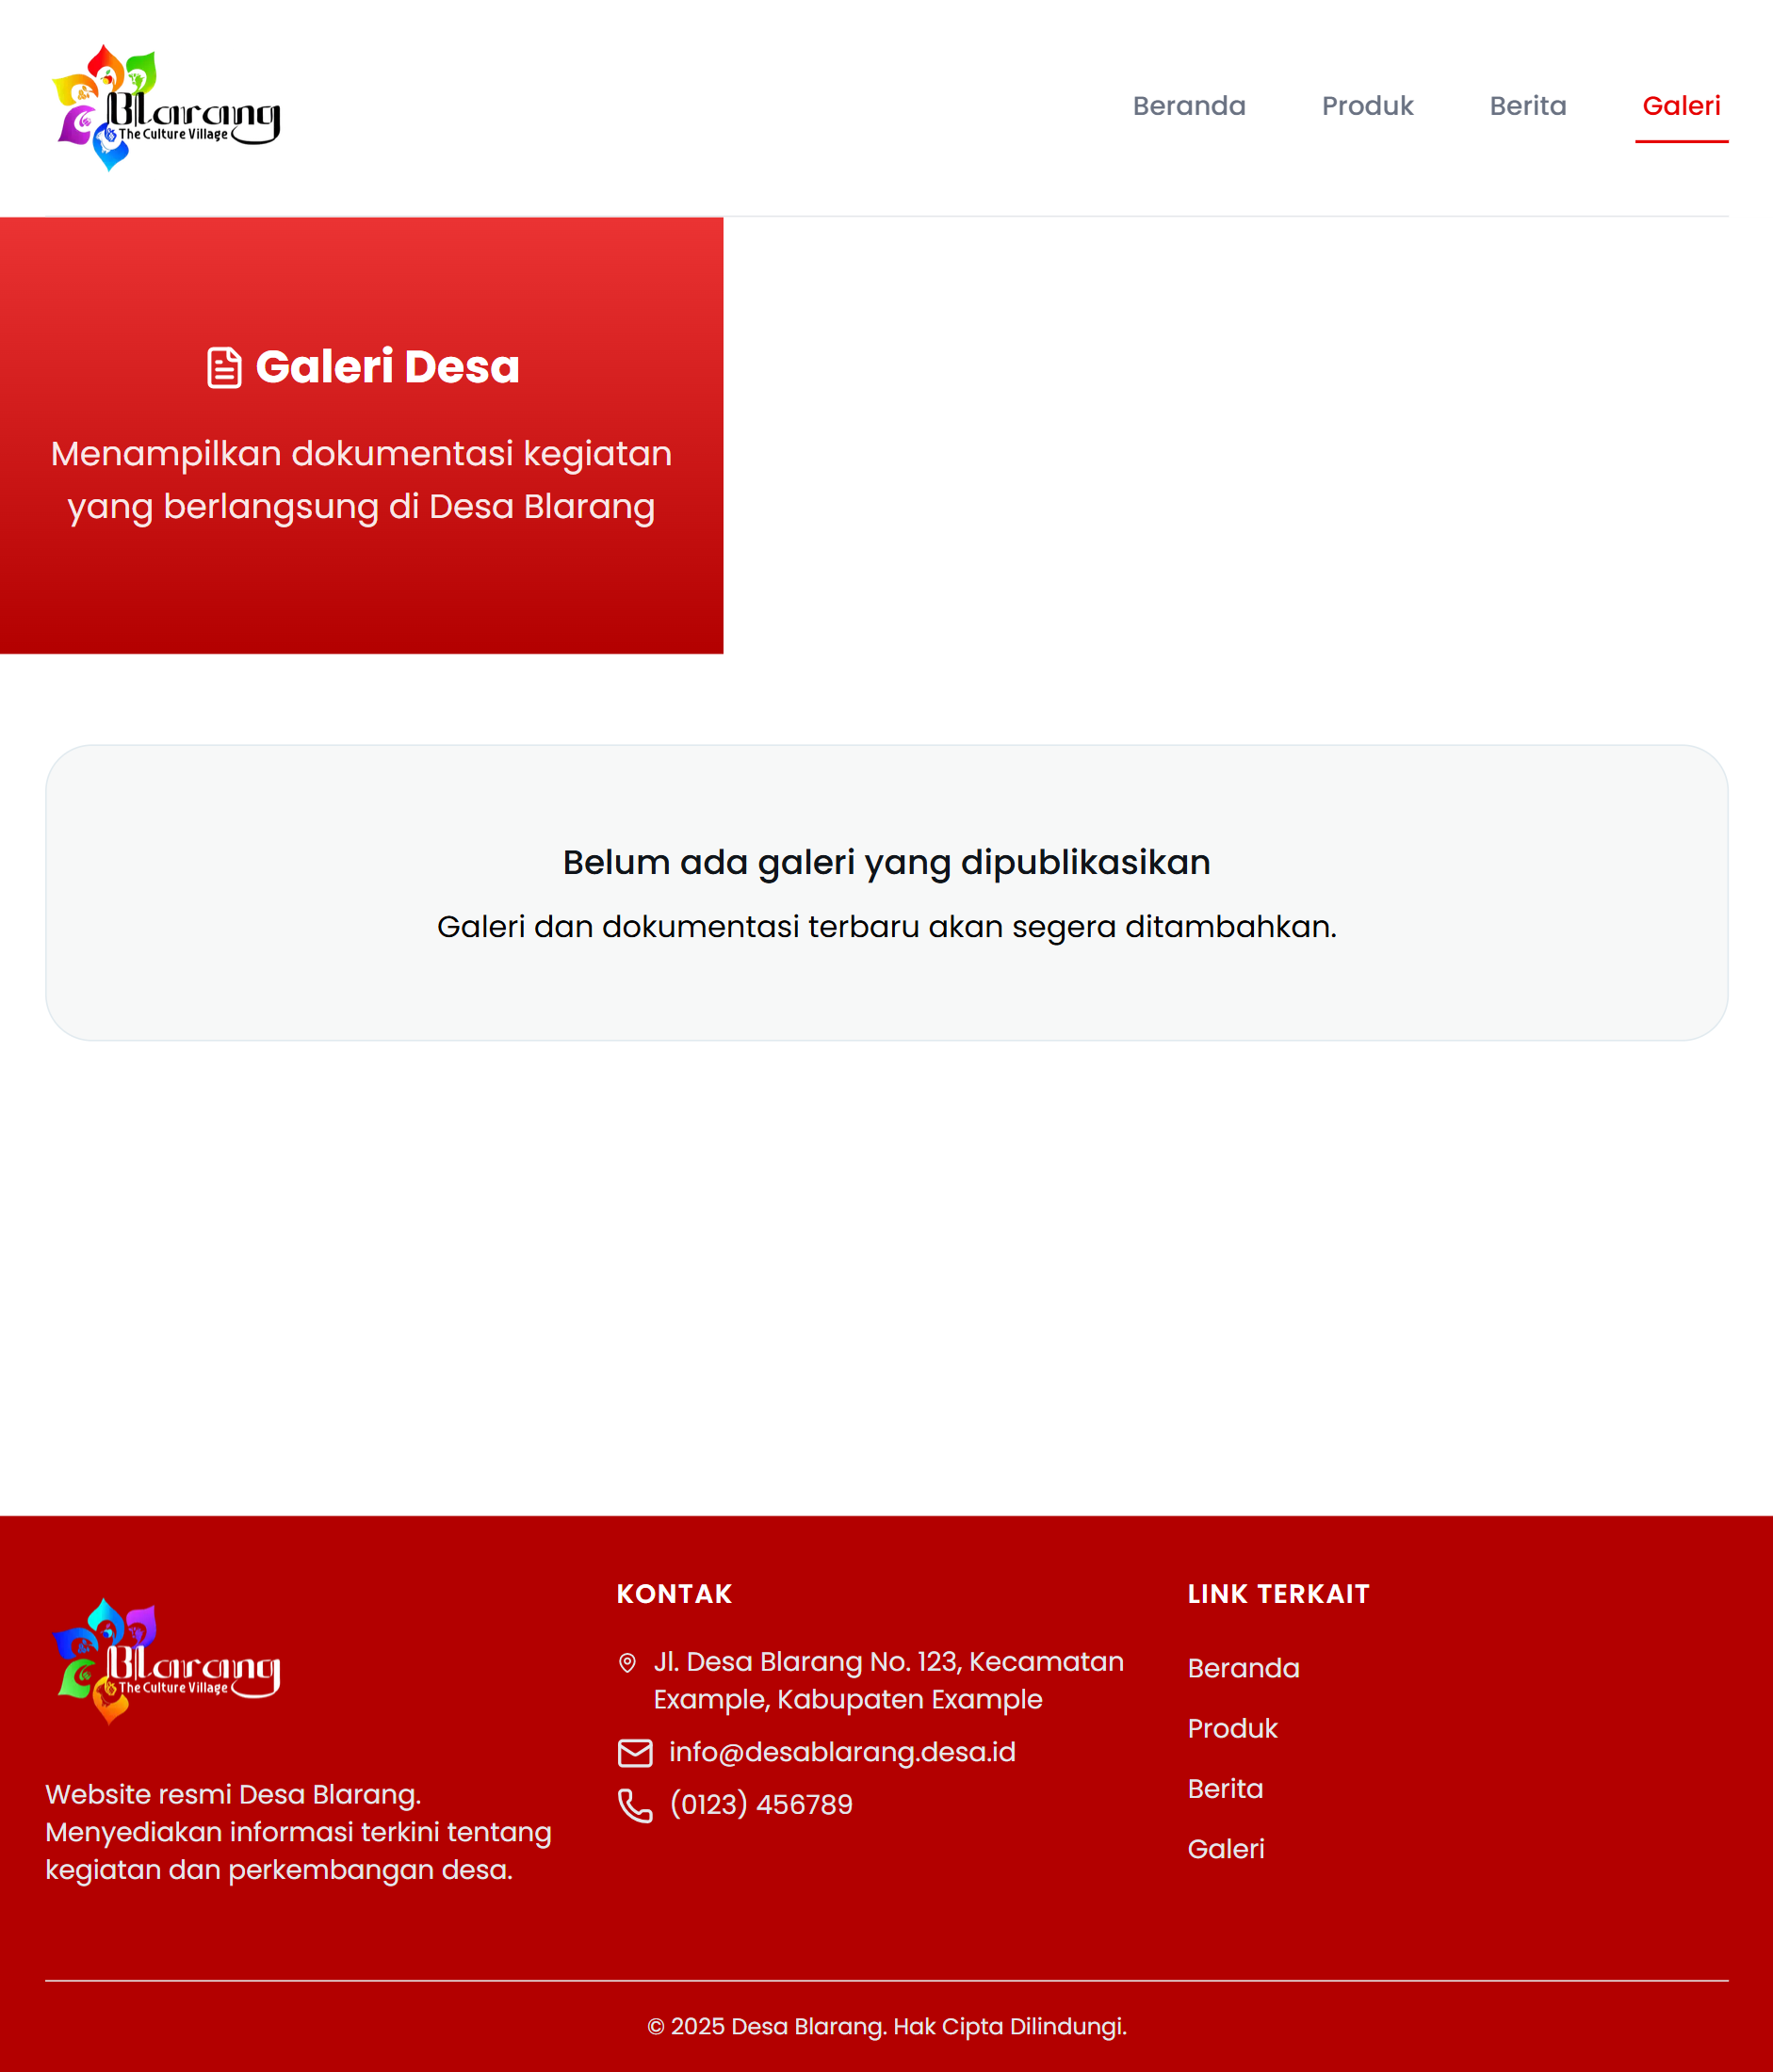 Blarang
The Culture Village
Beranda
Produk
Berita
Galeri
Galeri Desa
Menampilkan dokumentasi kegiatan
yang berlangsung di Desa Blarang
Belum ada galeri yang dipublikasikan
Galeri dan dokumentasi terbaru akan segera ditambahkan.
Blarang
The Culture Village
Website resmi Desa Blarang.
Menyediakan informasi terkini tentang
kegiatan dan perkembangan desa.
KONTAK
Jl. Desa Blarang No. 123, Kecamatan
Example, Kabupaten Example
info@desablarang.desa.id
(0123) 456789
LINK TERKAIT
Beranda
Produk
Berita
Galeri
© 2025 Desa Blarang. Hak Cipta Dilindungi.